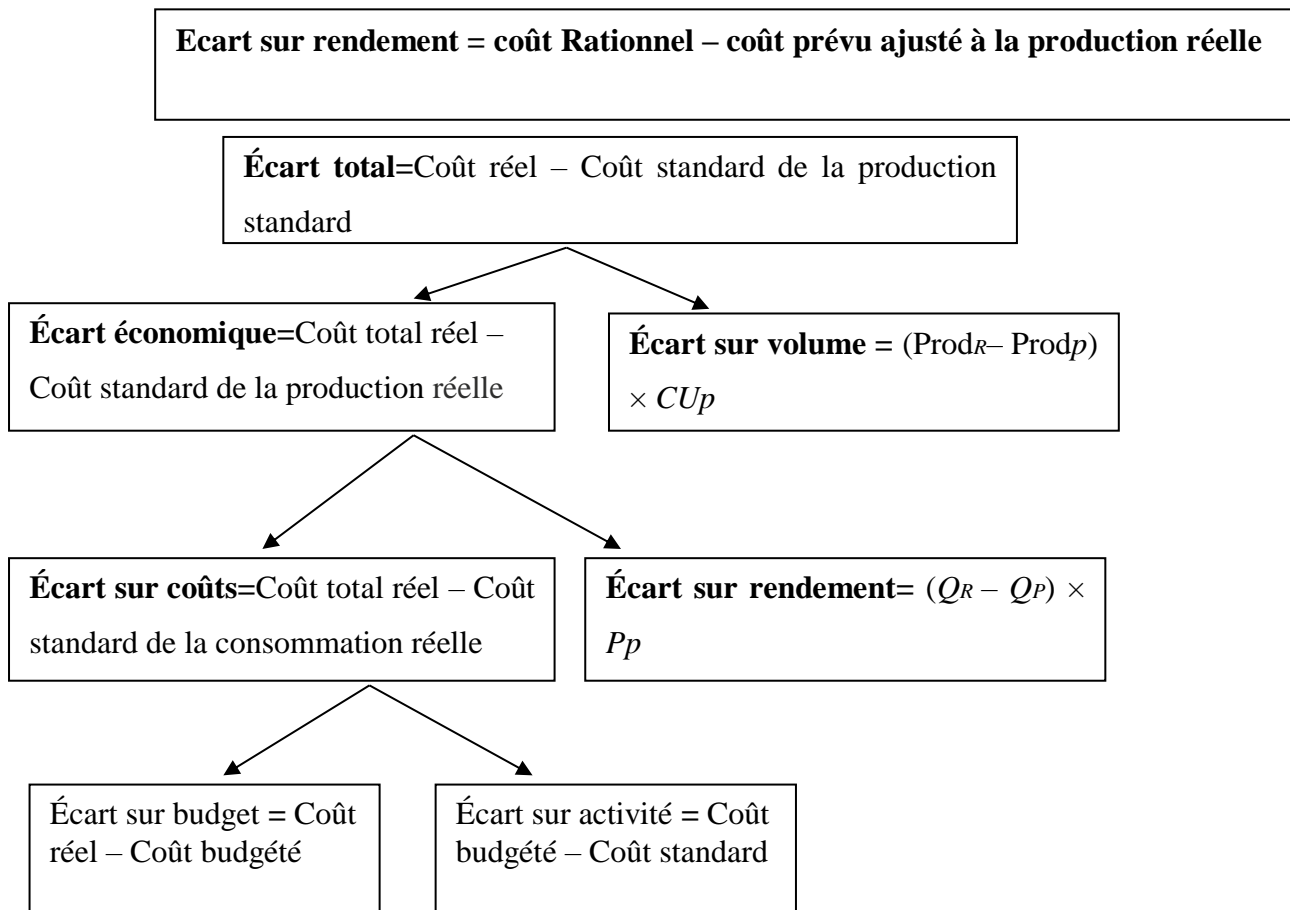 Ecart sur rendement = coût Rationnel – coût prévu ajusté à la production réelle
Écart total=Coût réel – Coût standard de la production
standard
Écart économique=Coût total réel –
Coût standard de la production réelle
Écart sur volume = (ProdR– Prodp)
× CUp
Écart sur coûts=Coût total réel – Coût
standard de la consommation réelle
Écart sur rendement= (QR – QP) ×
Pp
Écart sur budget = Coût
réel – Coût budgété
Écart sur activité = Coût
budgété – Coût standard